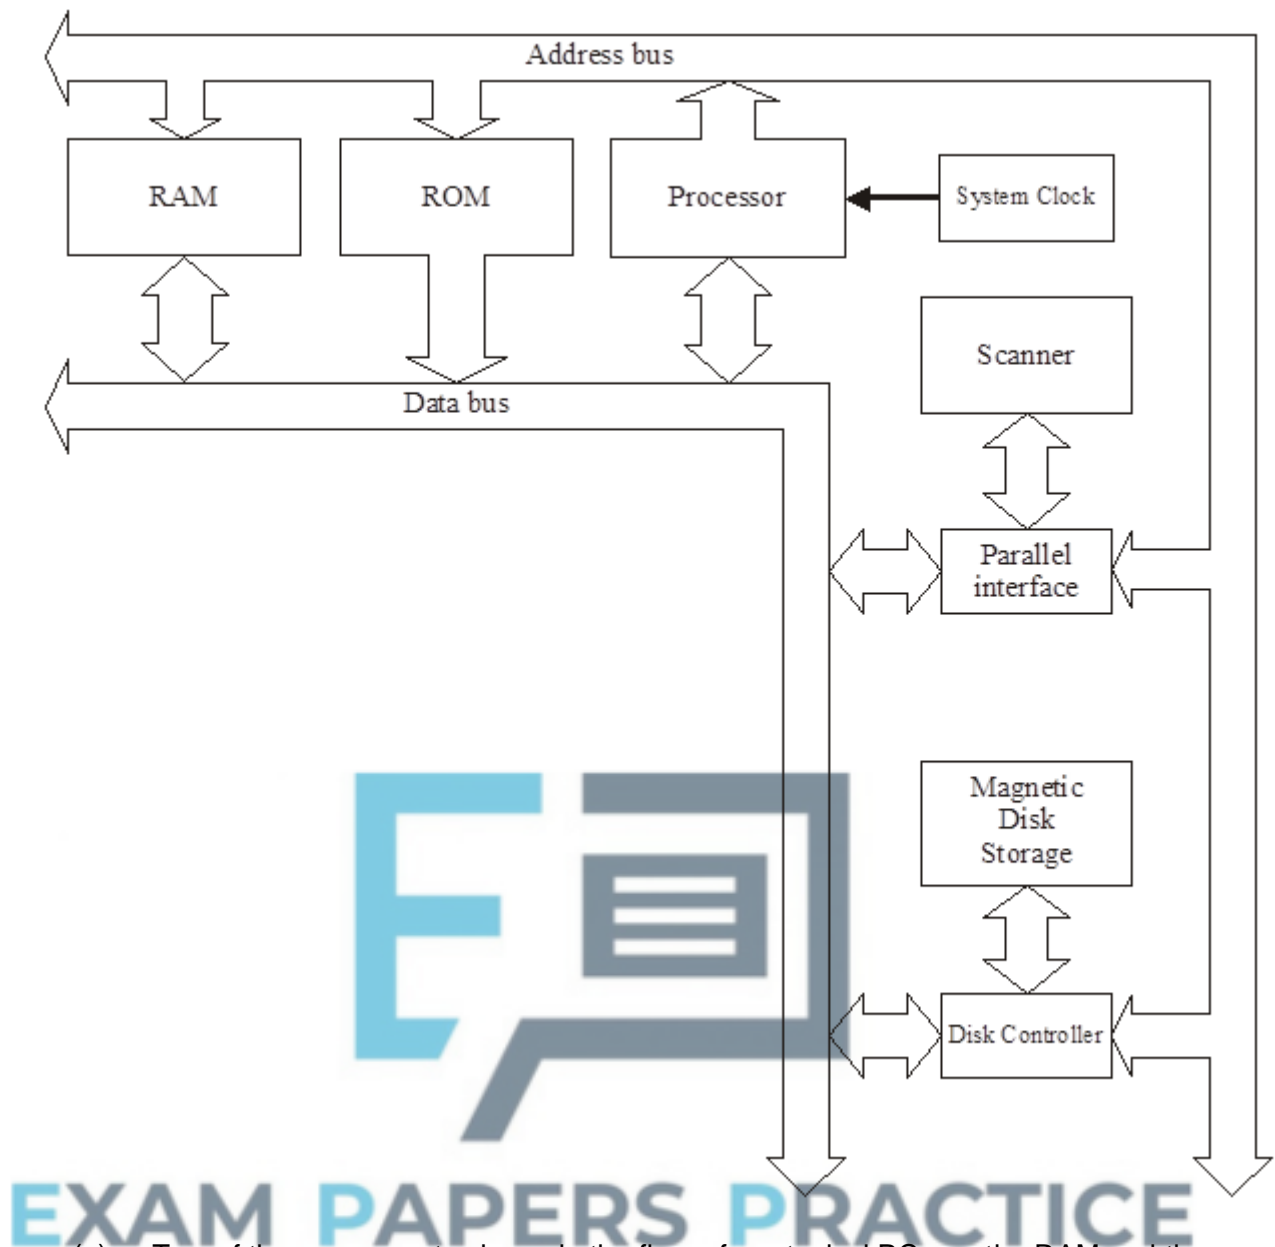 Address bus
RAM
ROM
Processor
System Clock
Scanner
Data bus
Parallel
interface
Magnetic
Disk
Storage
Disk Controller
EXAM PAPERS PRACTICE